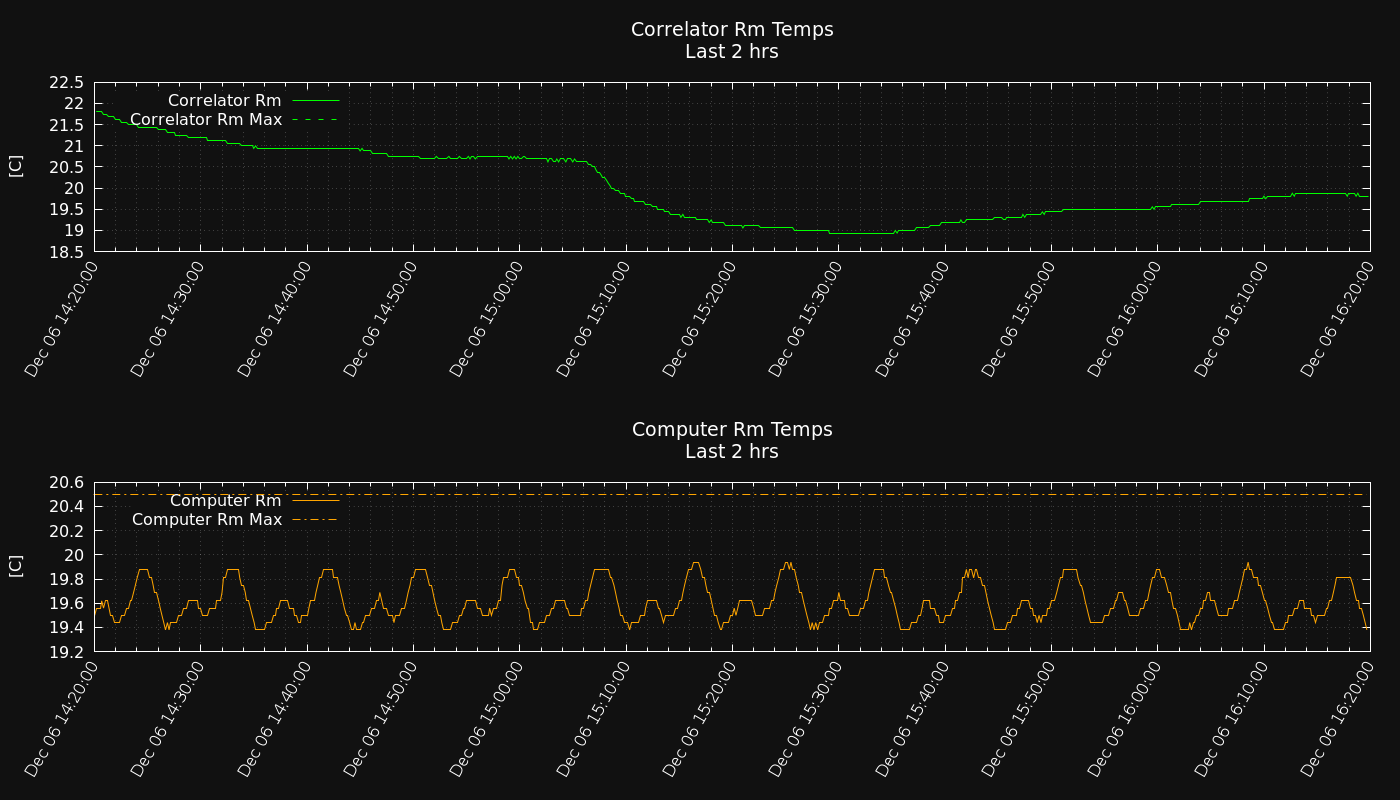 Correlator Rm Temps
Last 2 hrs
22.5
22
21.5
21
20.5
20
19.5
19
18.5
[C]
Correlator Rm
Correlator Rm Max
Dec 06 14:20:00
Dec 06 14:30:00
Dec 06 14:40:00
Dec 06 14:50:00
Dec 06 15:00:00
Dec 06 15:10:00
Dec 06 15:20:00
Dec 06 15:30:00
Dec 06 15:40:00
Dec 06 15:50:00
Dec 06 16:00:00
Dec 06 16:10:00
Dec 06 16:20:00
Computer Rm Temps
Last 2 hrs
20.6
20.4
20.2
20
19.8
19.6
19.4
19.2
[C]
Computer Rm
Computer Rm Max
Dec 06 14:20:00
Dec 06 14:30:00
Dec 06 14:40:00
Dec 06 14:50:00
Dec 06 15:00:00
Dec 06 15:10:00
Dec 06 15:20:00
Dec 06 15:30:00
Dec 06 15:40:00
Dec 06 15:50:00
Dec 06 16:00:00
Dec 06 16:10:00
Dec 06 16:20:00